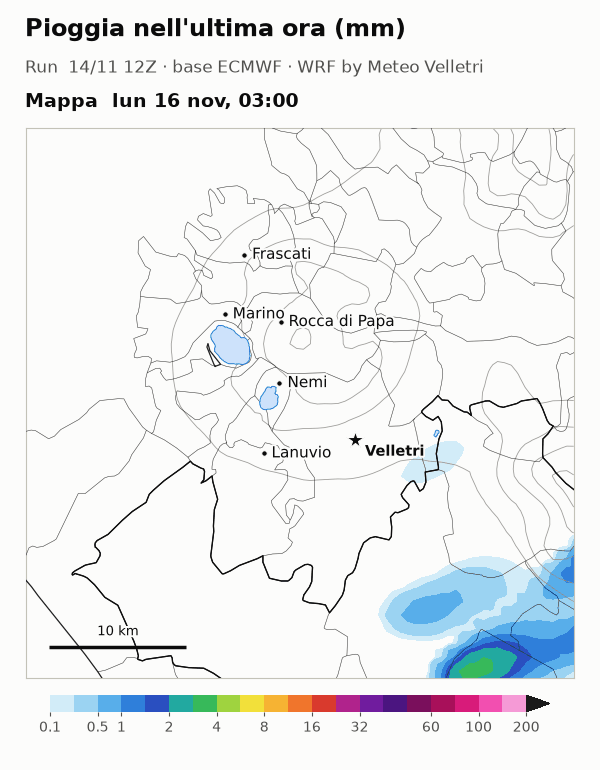 Pioggia nell'ultima ora (mm)
Run  14/11 12Z · base ECMWF · WRF by Meteo Velletri
Mappa  lun 16 nov, 03:00
Frascati
Marino
Rocca di Papa
Nemi
Velletri
Lanuvio
10 km
0.1 0.5 1 2 4 8 16 32 60 100 200